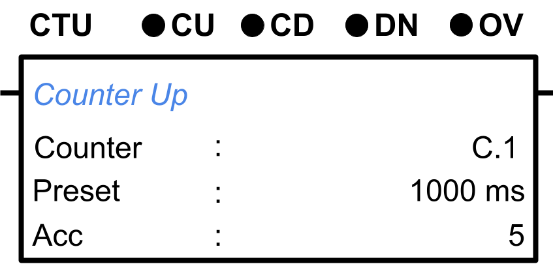 CTU ●CU ●CD ●DN ●OV
Counter Up
Counter : C.1
Preset : 1000 ms
Acc : 5